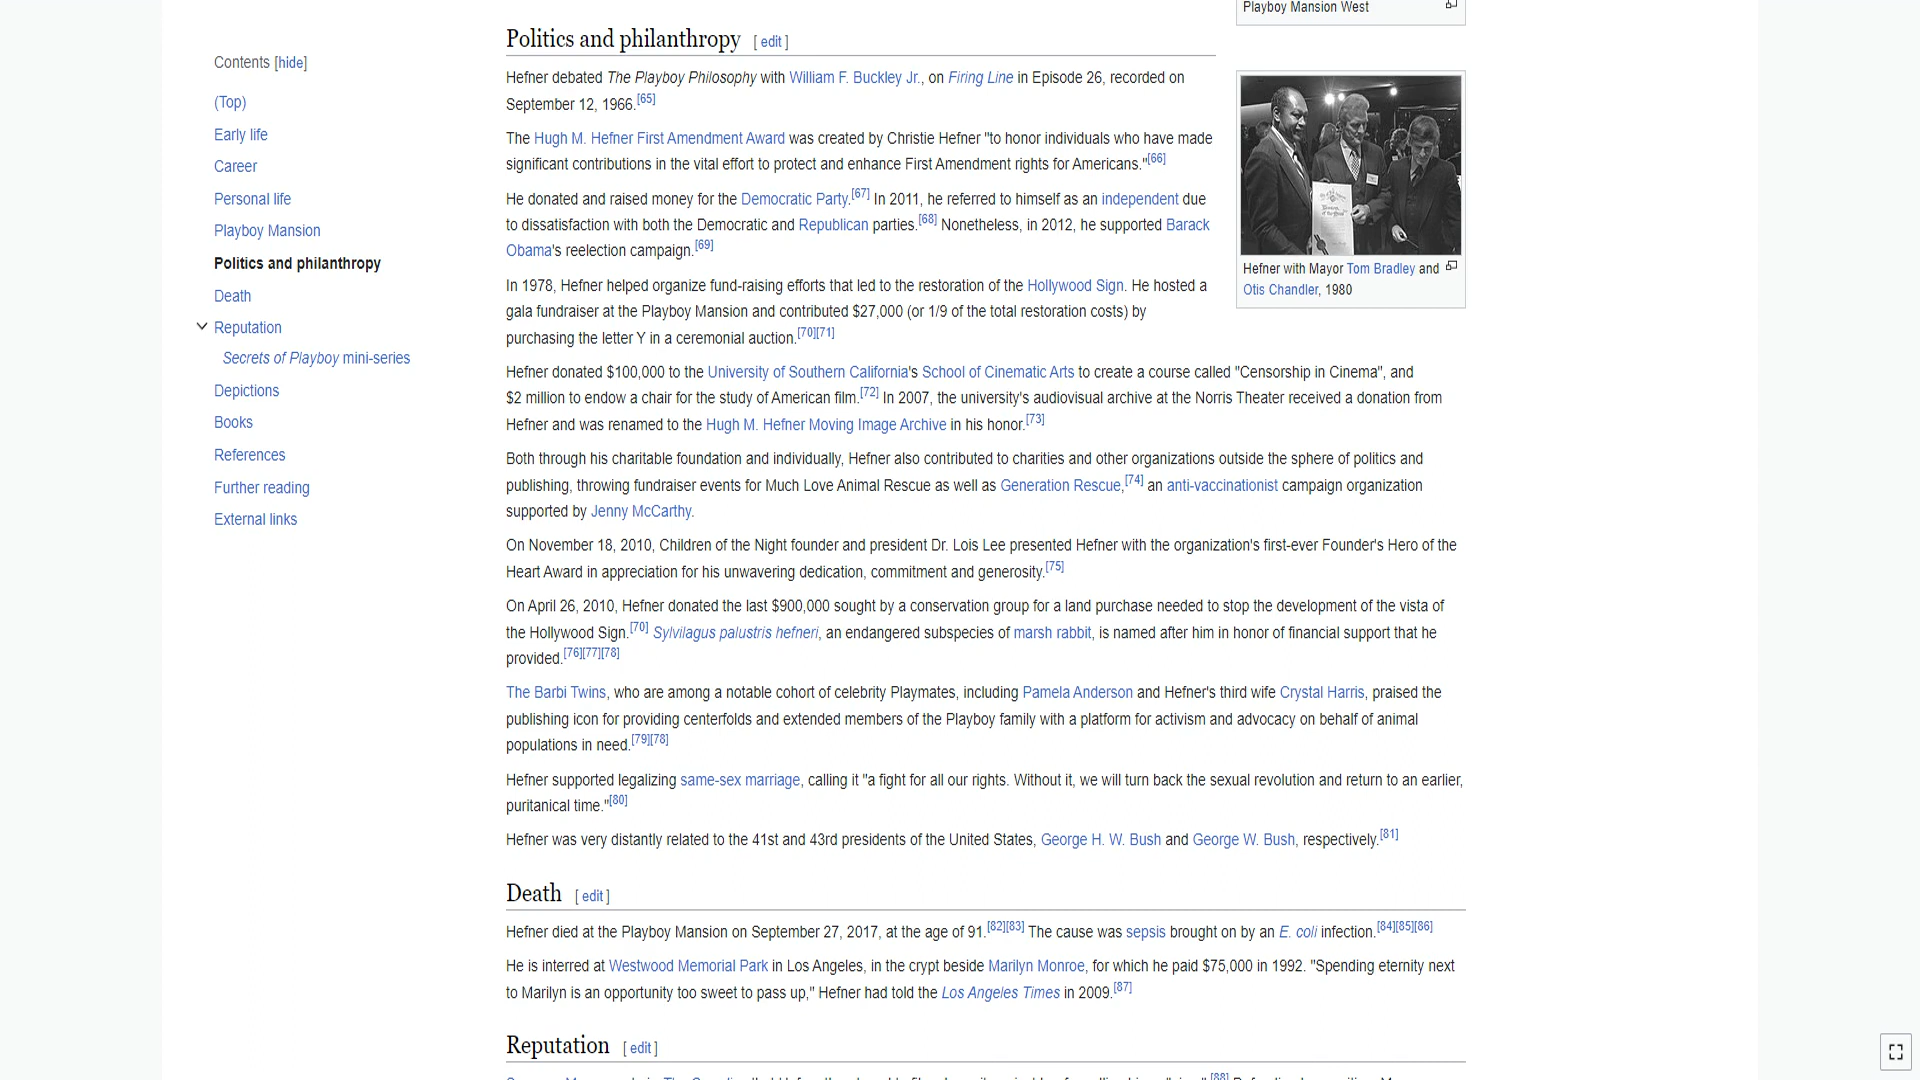 Playboy Mansion West
Contents [hide]
(Top)
Early life
Career
Personal life
Playboy Mansion
Politics and philanthropy
Death
Reputation
Secrets of Playboy mini-series
Depictions
Books
References
Further reading
External links
Politics and philanthropy [ edit ]
Hefner debated The Playboy Philosophy with William F. Buckley Jr., on Firing Line in Episode 26, recorded on
September 12, 1966.[65]
The Hugh M. Hefner First Amendment Award was created by Christie Hefner "to honor individuals who have made
significant contributions in the vital effort to protect and enhance First Amendment rights for Americans."[66]
He donated and raised money for the Democratic Party.[67] In 2011, he referred to himself as an independent due
to dissatisfaction with both the Democratic and Republican parties.[68] Nonetheless, in 2012, he supported Barack
Obama's reelection campaign.[69]
In 1978, Hefner helped organize fund-raising efforts that led to the restoration of the Hollywood Sign. He hosted a
gala fundraiser at the Playboy Mansion and contributed $27,000 (or 1/9 of the total restoration costs) by
purchasing the letter Y in a ceremonial auction.[70][71]
Hefner with Mayor Tom Bradley and
Otis Chandler, 1980
Hefner donated $100,000 to the University of Southern California's School of Cinematic Arts to create a course called "Censorship in Cinema", and
$2 million to endow a chair for the study of American film.[72] In 2007, the university's audiovisual archive at the Norris Theater received a donation from
Hefner and was renamed to the Hugh M. Hefner Moving Image Archive in his honor.[73]
Both through his charitable foundation and individually, Hefner also contributed to charities and other organizations outside the sphere of politics and
publishing, throwing fundraiser events for Much Love Animal Rescue as well as Generation Rescue,[74] an anti-vaccinationist campaign organization
supported by Jenny McCarthy.
On November 18, 2010, Children of the Night founder and president Dr. Lois Lee presented Hefner with the organization's first-ever Founder's Hero of the
Heart Award in appreciation for his unwavering dedication, commitment and generosity.[75]
On April 26, 2010, Hefner donated the last $900,000 sought by a conservation group for a land purchase needed to stop the development of the vista of
the Hollywood Sign.[70] Sylvilagus palustris hefneri, an endangered subspecies of marsh rabbit, is named after him in honor of financial support that he
provided.[76][77][78]
The Barbi Twins, who are among a notable cohort of celebrity Playmates, including Pamela Anderson and Hefner's third wife Crystal Harris, praised the
publishing icon for providing centerfolds and extended members of the Playboy family with a platform for activism and advocacy on behalf of animal
populations in need.[79][78]
Hefner supported legalizing same-sex marriage, calling it "a fight for all our rights. Without it, we will turn back the sexual revolution and return to an earlier,
puritanical time."[80]
Hefner was very distantly related to the 41st and 43rd presidents of the United States, George H. W. Bush and George W. Bush, respectively.[81]
Death [ edit ]
Hefner died at the Playboy Mansion on September 27, 2017, at the age of 91.[82][83] The cause was sepsis brought on by an E. coli infection.[84][85][86]
He is interred at Westwood Memorial Park in Los Angeles, in the crypt beside Marilyn Monroe, for which he paid $75,000 in 1992. "Spending eternity next
to Marilyn is an opportunity too sweet to pass up," Hefner had told the Los Angeles Times in 2009.[87]
Reputation [ edit ]
[88]